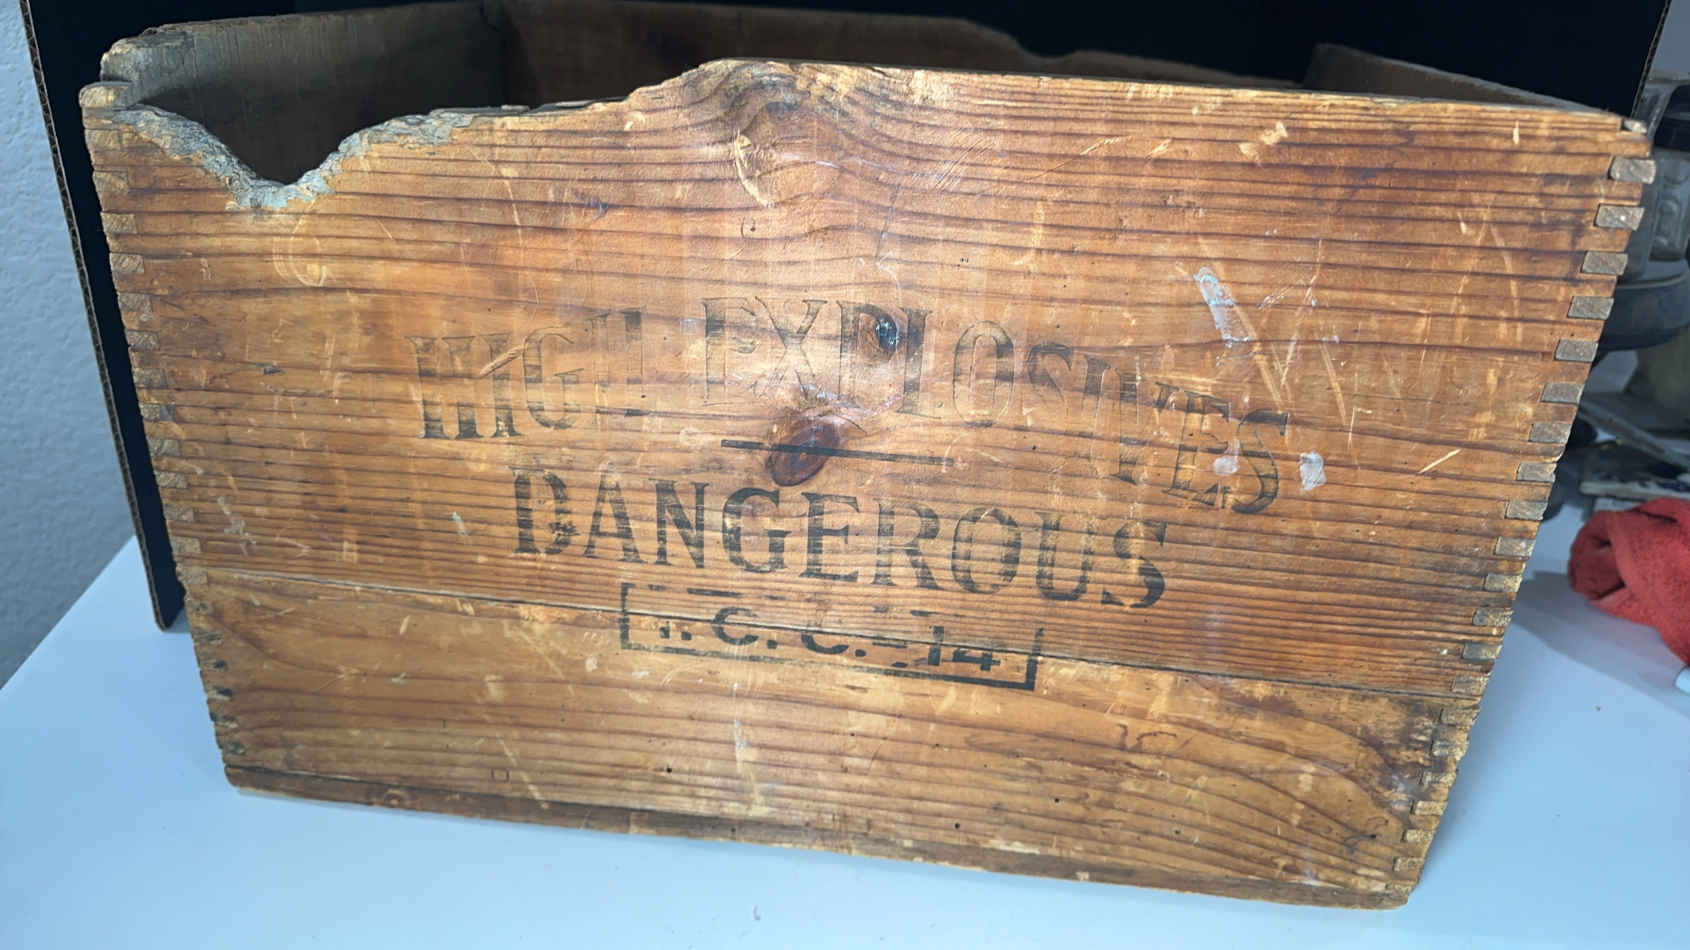 HIGH EXPLOSIVES
DANGEROUS
I. C. C. - 14